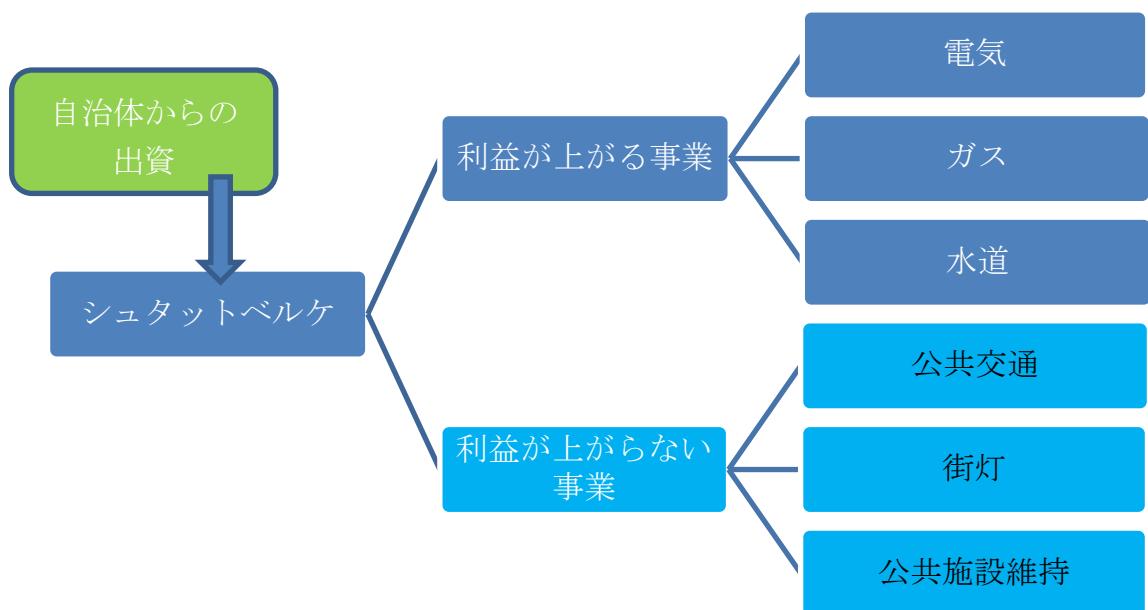 自治体からの
出資
シュタットベルケ
利益が上がる事業
電気
ガス
水道
利益が上がらない
事業
公共交通
街灯
公共施設維持